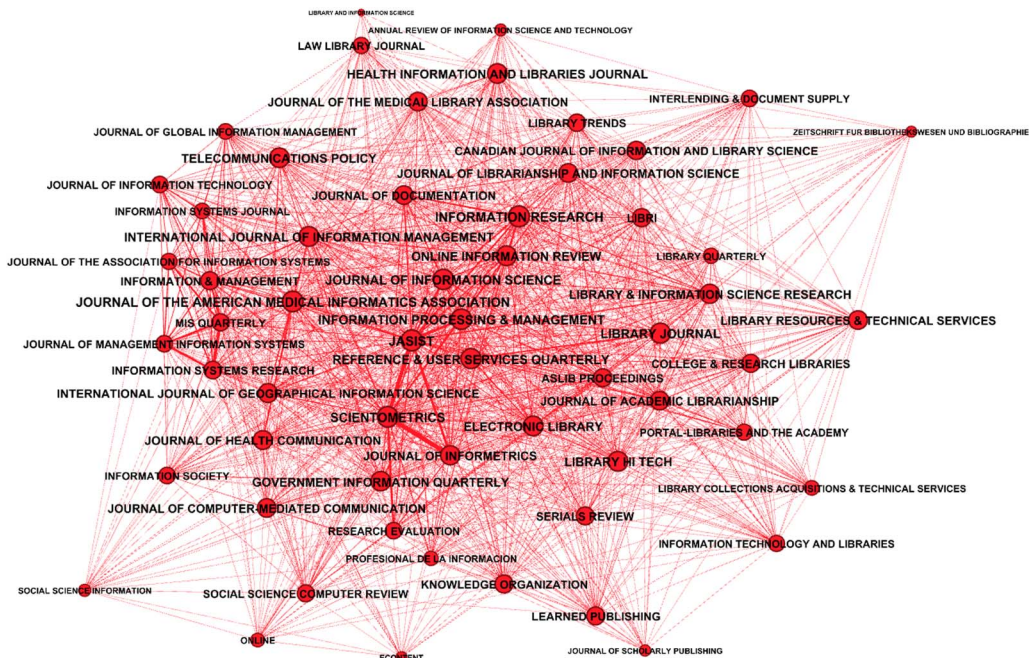 LIBRARY AND INFORMATION SCIENCE
ANNUAL REVIEW OF INFORMATION SCIENCE AND TECHNOLOGY
LAW LIBRARY JOURNAL
HEALTH INFORMATION AND LIBRARIES JOURNAL
JOURNAL OF THE MEDICAL LIBRARY ASSOCIATION
INTERLENDING & DOCUMENT SUPPLY
LIBRARY TRENDS
JOURNAL OF GLOBAL INFORMATION MANAGEMENT
ZEITSCHRIFT FUR BIBLIOTHEKSWESEN UND BIBLIOGRAPHIE
CANADIAN JOURNAL OF INFORMATION AND LIBRARY SCIENCE
TELECOMMUNICATIONS POLICY
JOURNAL OF LIBRARIANSHIP AND INFORMATION SCIENCE
JOURNAL OF INFORMATION TECHNOLOGY
JOURNAL OF DOCUMENTATION
INFORMATION SYSTEMS JOURNAL
INFORMATION RESEARCH
LIBRI
INTERNATIONAL JOURNAL OF INFORMATION MANAGEMENT
ONLINE INFORMATION REVIEW
LIBRARY QUARTERLY
JOURNAL OF THE ASSOCIATION FOR INFORMATION SYSTEMS
INFORMATION & MANAGEMENT
JOURNAL OF INFORMATION SCIENCE
LIBRARY & INFORMATION SCIENCE RESEARCH
JOURNAL OF THE AMERICAN MEDICAL INFORMATICS ASSOCIATION
MIS QUARTERLY
INFORMATION PROCESSING & MANAGEMENT
LIBRARY RESOURCES & TECHNICAL SERVICES
LIBRARY JOURNAL
JASIST
JOURNAL OF MANAGEMENT INFORMATION SYSTEMS
REFERENCE & USER SERVICES QUARTERLY
COLLEGE & RESEARCH LIBRARIES
INFORMATION SYSTEMS RESEARCH
ASLIB PROCEEDINGS
INTERNATIONAL JOURNAL OF GEOGRAPHICAL INFORMATION SCIENCE
JOURNAL OF ACADEMIC LIBRARIANSHIP
SCIENTOMETRICS
ELECTRONIC LIBRARY
PORTAL-LIBRARIES AND THE ACADEMY
JOURNAL OF HEALTH COMMUNICATION
JOURNAL OF INFORMETRICS
LIBRARY HI TECH
INFORMATION SOCIETY
GOVERNMENT INFORMATION QUARTERLY
LIBRARY COLLECTIONS ACQUISITIONS & TECHNICAL SERVICES
JOURNAL OF COMPUTER-MEDIATED COMMUNICATION
SERIALS REVIEW
RESEARCH EVALUATION
INFORMATION TECHNOLOGY AND LIBRARIES
PROFESIONAL DE LA INFORMACION
KNOWLEDGE ORGANIZATION
SOCIAL SCIENCE INFORMATION
SOCIAL SCIENCE COMPUTER REVIEW
LEARNED PUBLISHING
ONLINE
JOURNAL OF SCHOLARLY PUBLISHING
ECONTENT